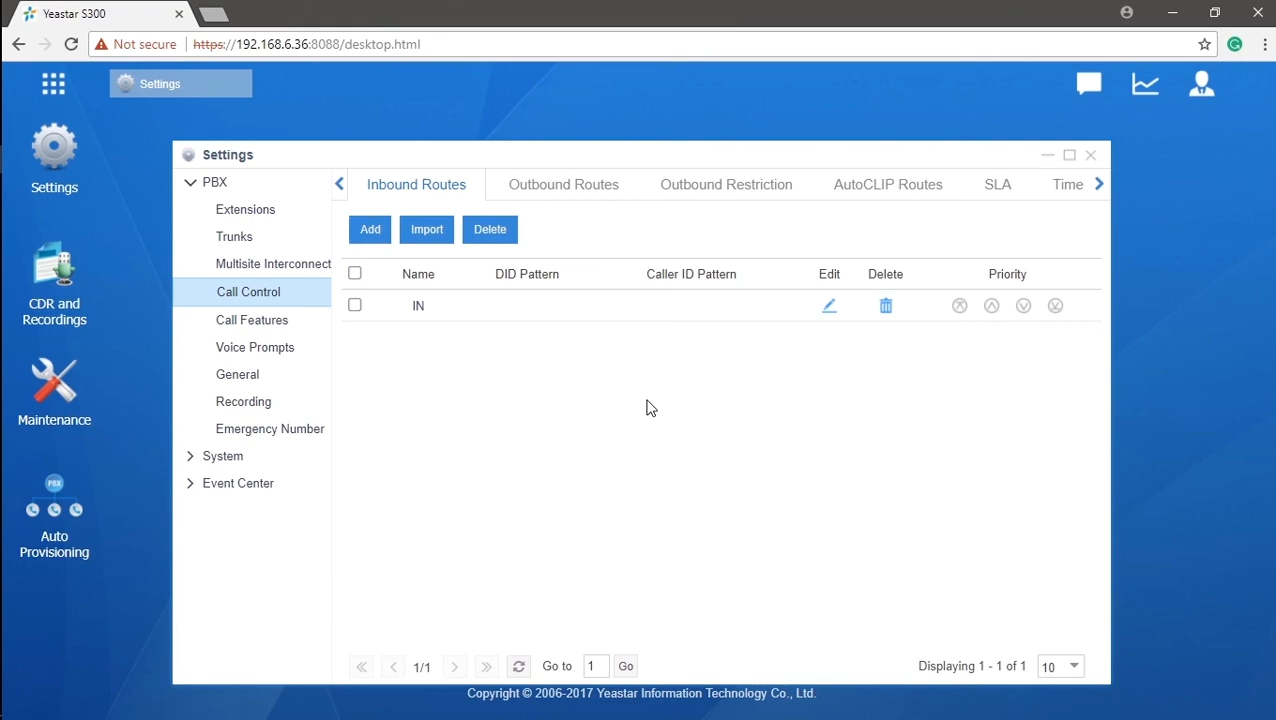 Yeastar S300
Not secure https://192.168.6.36:8088/desktop.html
Settings
Settings
CDR and
Recordings
Maintenance
PBX
Auto
Provisioning
Settings
PBX
Extensions
Trunks
Multisite Interconnect
Call Control
Call Features
Voice Prompts
General
Recording
Emergency Number
System
Event Center
Inbound Routes Outbound Routes Outbound Restriction AutoCLIP Routes SLA Time
Add Import Delete
Name DID Pattern Caller ID Pattern Edit Delete Priority
IN
1/1 Go to 1 Go Displaying 1 - 1 of 1 10
Copyright © 2006-2017 Yeastar Information Technology Co., Ltd.